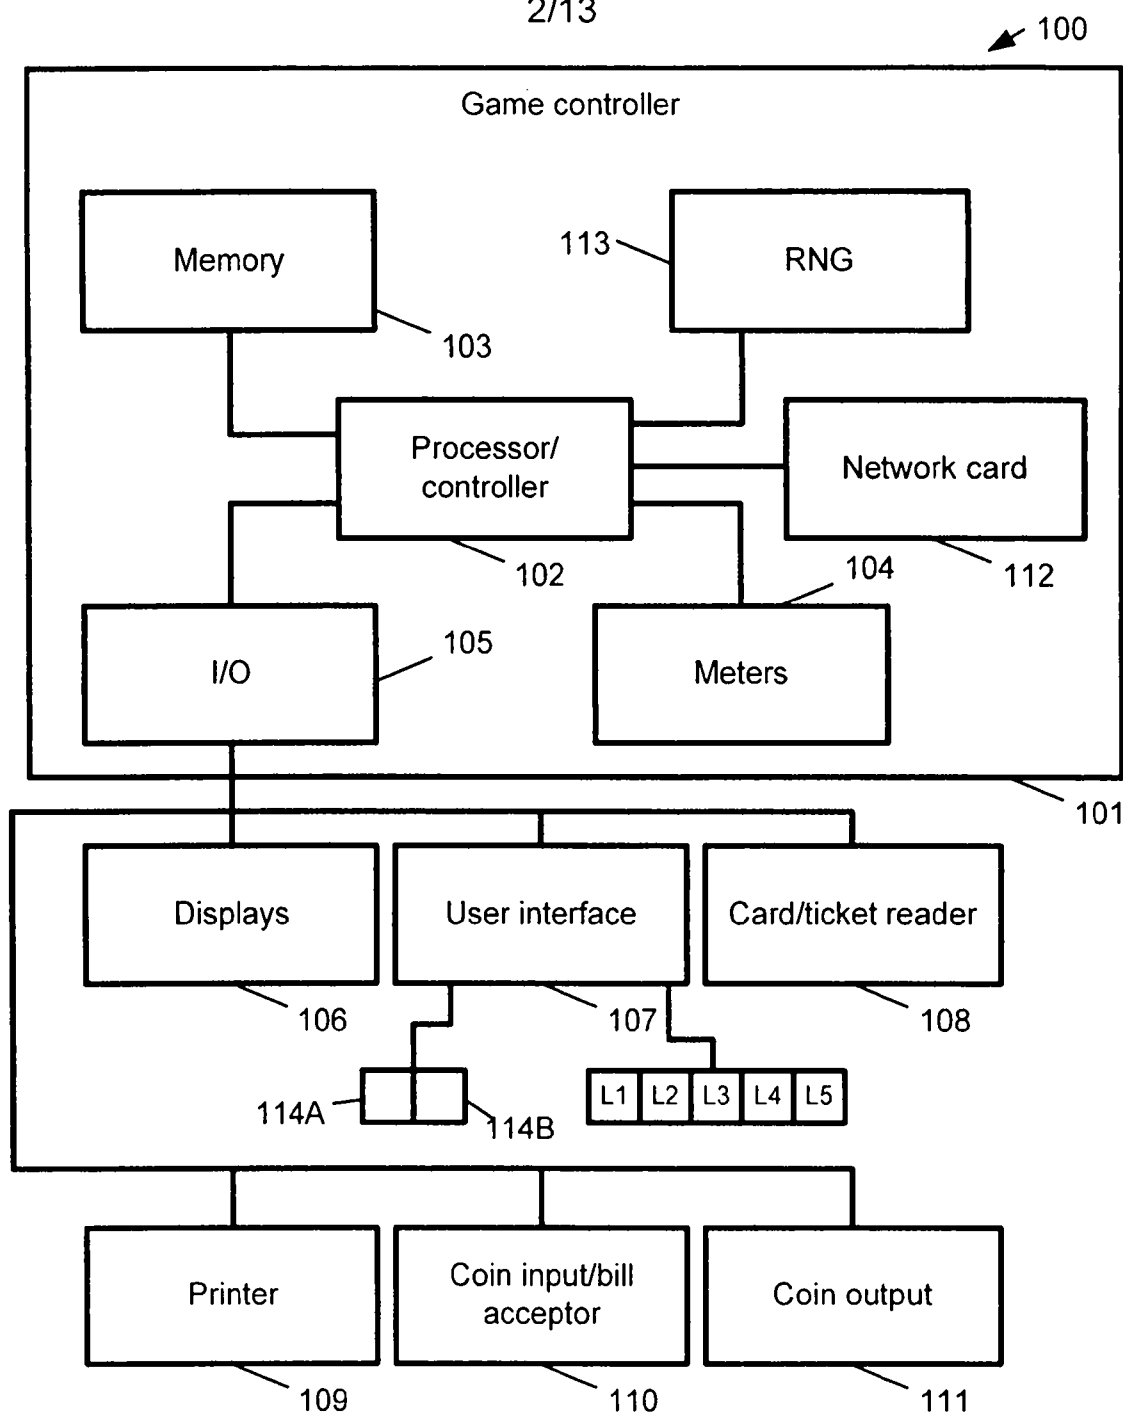 2/13
100
Game controller
Memory
113
RNG
103
Processor/
controller
Network card
102
104
112
I/O
105
Meters
101
Displays
User interface
Card/ticket reader
106
107
108
114A
114B
L1 L2 L3 L4 L5
Printer
Coin input/bill
acceptor
Coin output
109
110
111